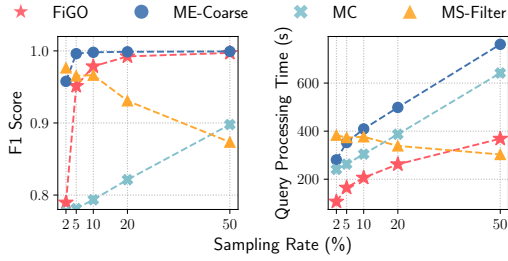 FiGO ME-Coarse MC MS-Filter
F1 Score
1.0
0.9
0.8
2 5 10 20 50
Query Processing Time (s)
600
400
200
2 5 10 20 50
Sampling Rate (%)